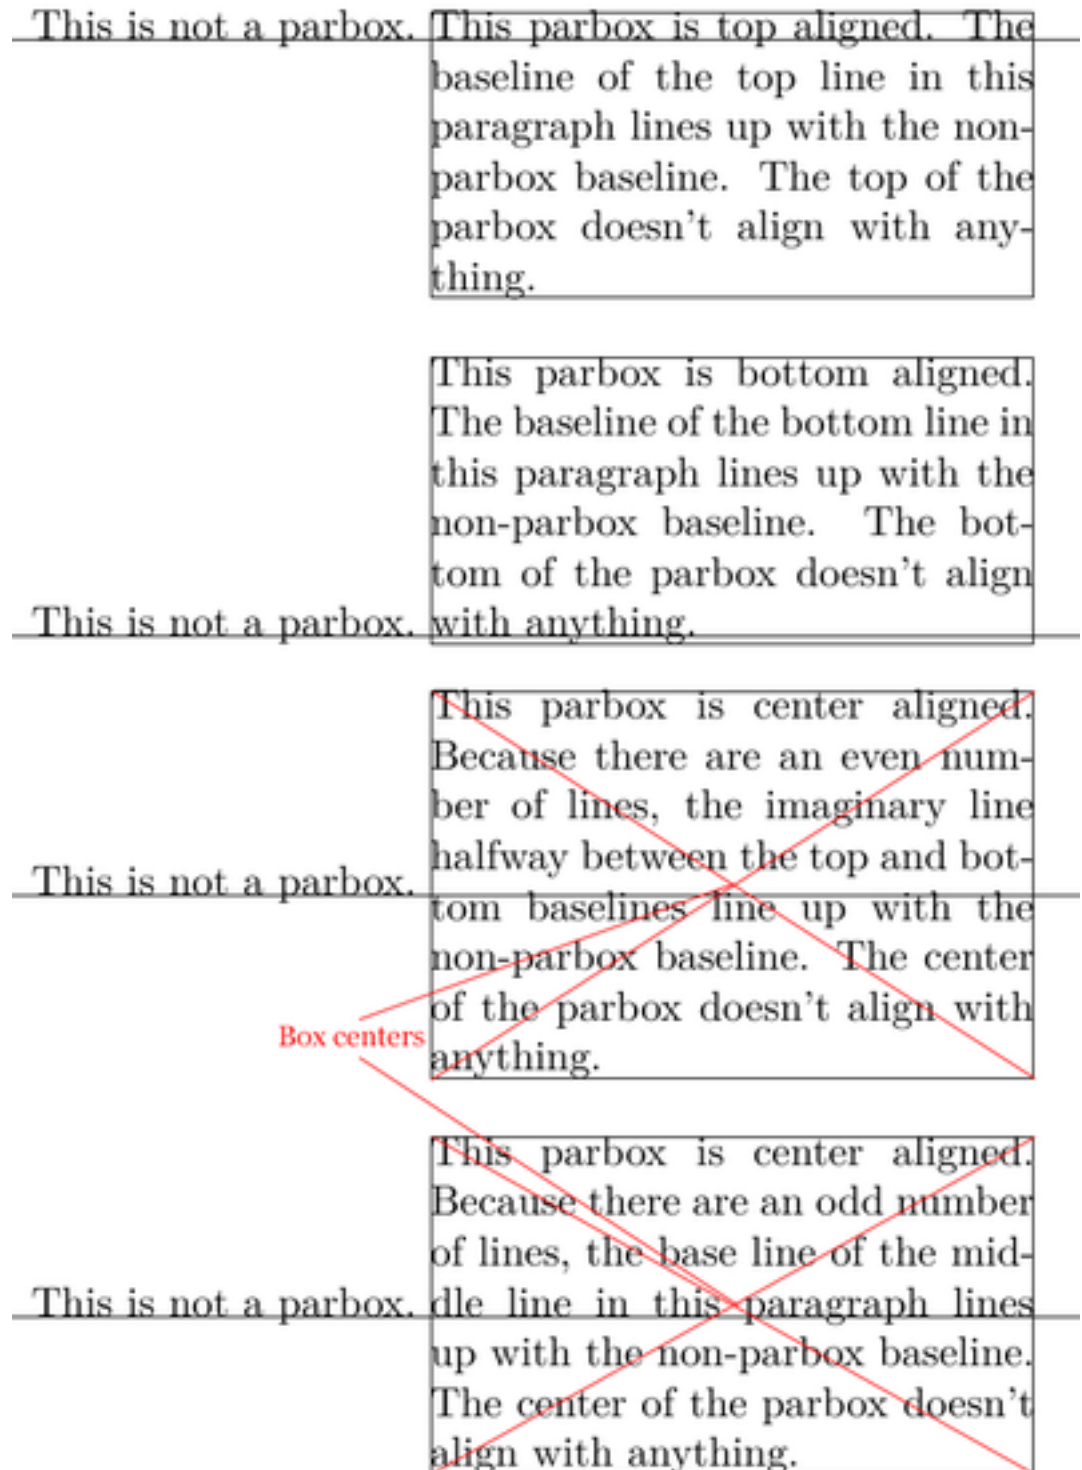 This is not a parbox. This parbox is top aligned. The
baseline of the top line in this
paragraph lines up with the non-
parbox baseline. The top of the
parbox doesn't align with any-
thing.
This parbox is bottom aligned.
The baseline of the bottom line in
this paragraph lines up with the
non-parbox baseline. The bot-
tom of the parbox doesn't align
This is not a parbox. with anything.
This parbox is center aligned.
Because there are an even num-
ber of lines, the imaginary line
halfway between the top and bot-
This is not a parbox.
tom baselines line up with the
non-parbox baseline. The center
of the parbox doesn't align with
Box centers
anything.
This parbox is center aligned.
Because there are an odd number
of lines, the base line of the mid-
This is not a parbox. dle line in this paragraph lines
up with the non-parbox baseline.
The center of the parbox doesn't
align with anything.